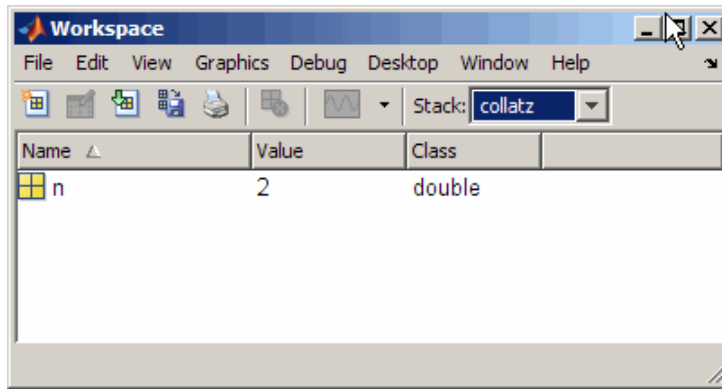 Workspace
File Edit View Graphics Debug Desktop Window Help
Stack: collatz
Name Value Class
n 2 double